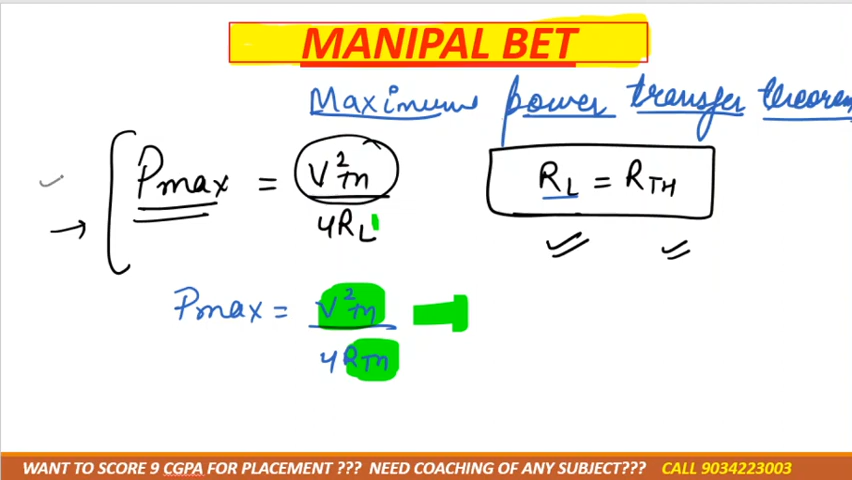 MANIPAL BET
Maximum power transfer theorem
Pmax = V²Th / 4RL
RL = RTH
Pmax = V²Th / 4RTh
WANT TO SCORE 9 CGPA FOR PLACEMENT ??? NEED COACHING OF ANY SUBJECT??? CALL 9034223003